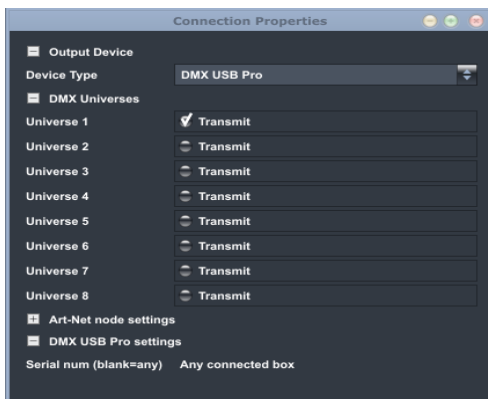 Connection Properties
Output Device
Device Type DMX USB Pro
DMX Universes
Universe 1 Transmit
Universe 2 Transmit
Universe 3 Transmit
Universe 4 Transmit
Universe 5 Transmit
Universe 6 Transmit
Universe 7 Transmit
Universe 8 Transmit
Art-Net node settings
DMX USB Pro settings
Serial num (blank=any) Any connected box